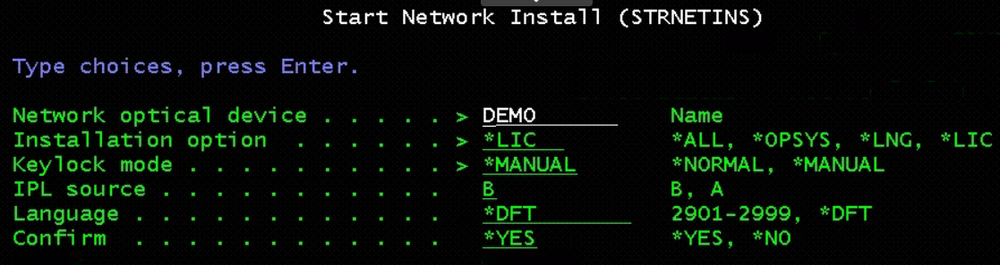 Start Network Install (STRNETINS)
Type choices, press Enter.
Network optical device . . . . . > DEMO Name
Installation option . . . . . . > *LIC *ALL, *OPSYS, *LNG, *LIC
Keylock mode . . . . . . . . . . > *MANUAL *NORMAL, *MANUAL
IPL source . . . . . . . . . . . B B, A
Language . . . . . . . . . . . . *DFT 2901-2999, *DFT
Confirm . . . . . . . . . . . . *YES *YES, *NO